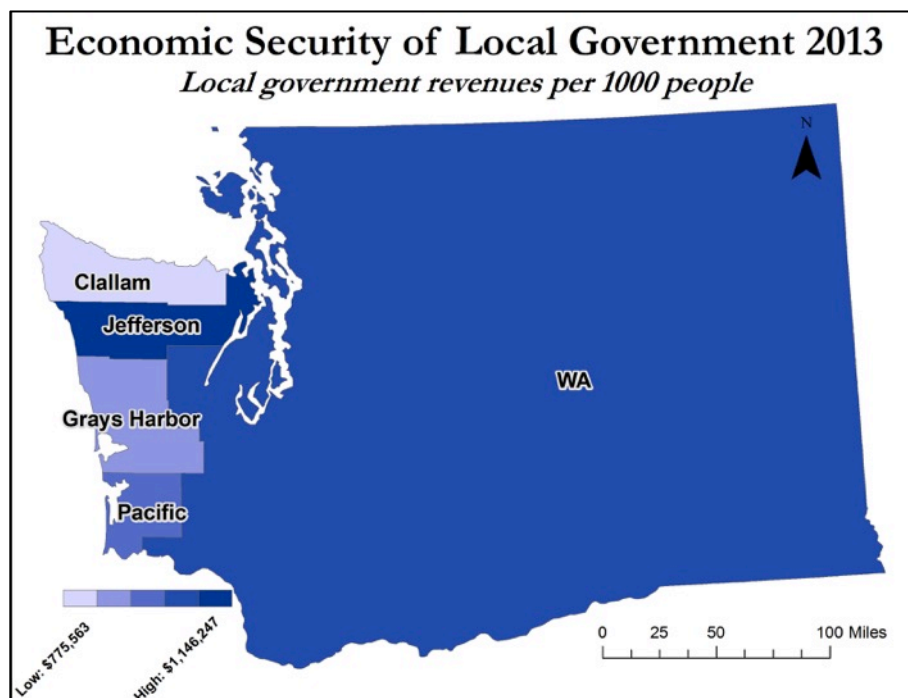 Economic Security of Local Government 2013
Local government revenues per 1000 people
N
Clallam
Jefferson
WA
Grays Harbor
Pacific
Low: $775,563
High: $1,146,247
0 25 50 100 Miles